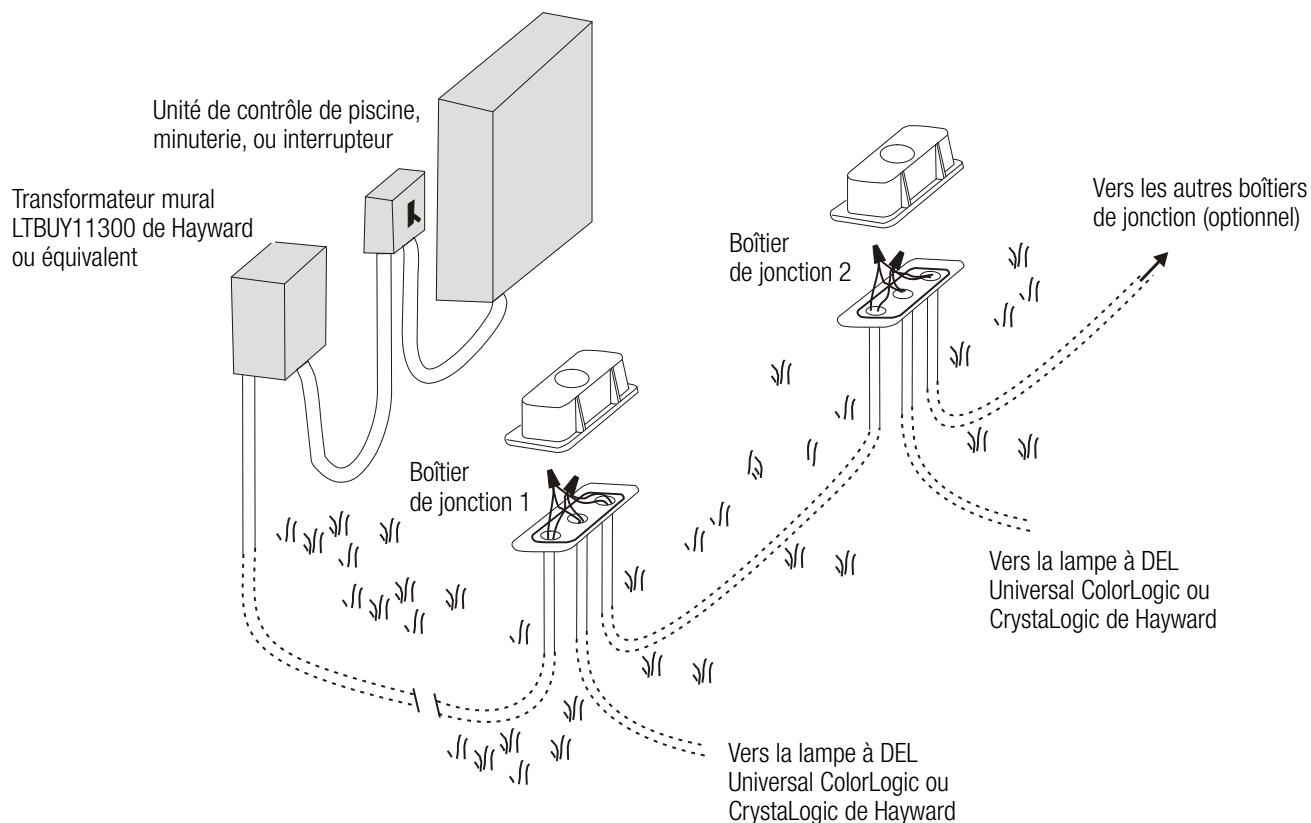 Unité de contrôle de piscine,
minuterie, ou interrupteur
Transformateur mural
LTBUY11300 de Hayward
ou équivalent
Vers les autres boîtiers
de jonction (optionnel)
Boîtier
de jonction 2
Boîtier
de jonction 1
Vers la lampe à DEL
Universal ColorLogic ou
CrystaLogic de Hayward
Vers la lampe à DEL
Universal ColorLogic ou
CrystaLogic de Hayward